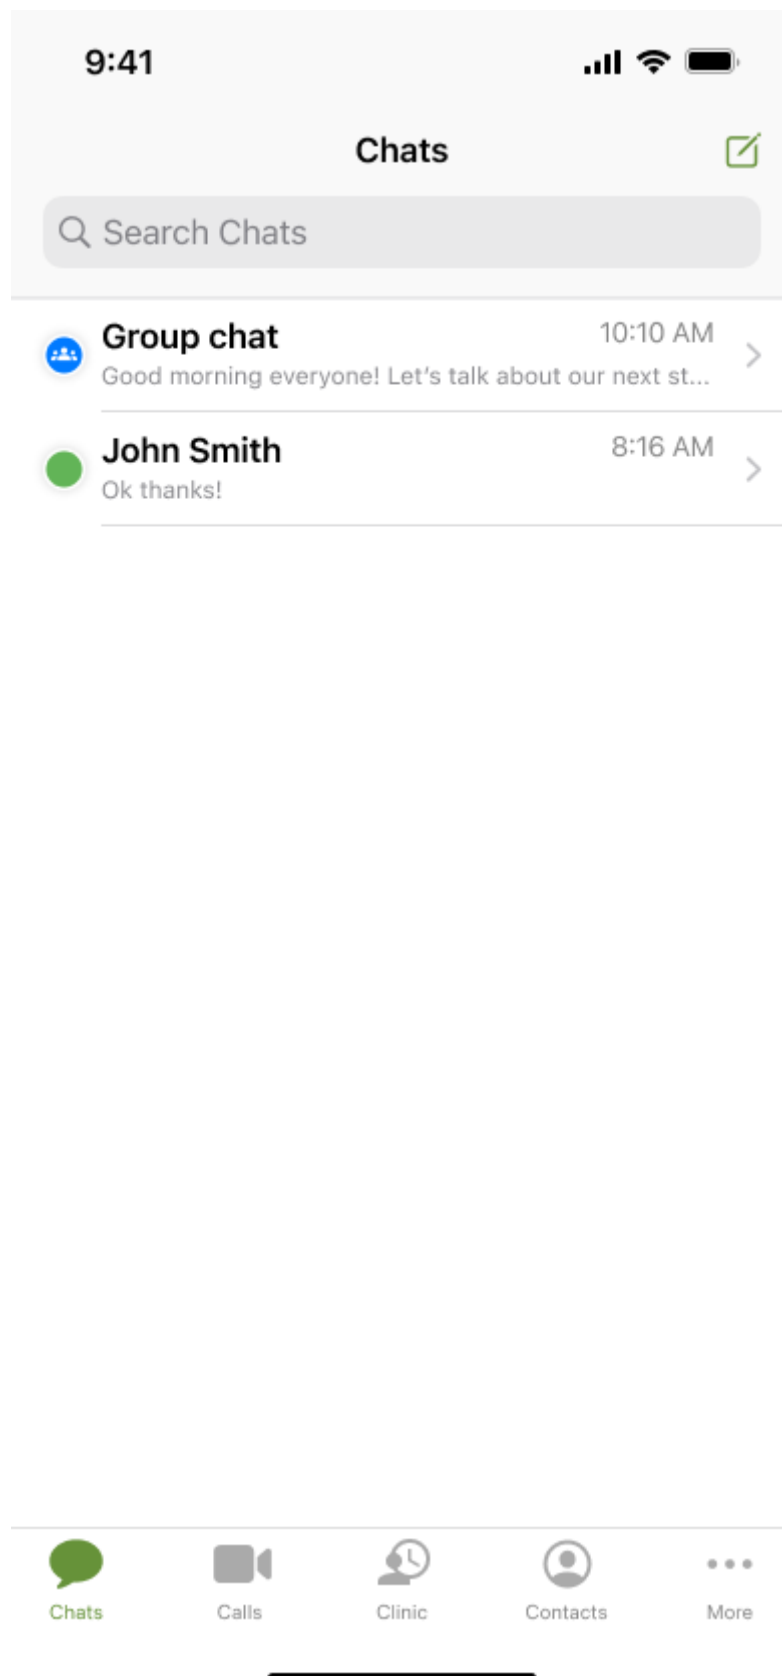 9:41
Chats
Search Chats
Group chat 10:10 AM
Good morning everyone! Let's talk about our next st...
John Smith 8:16 AM
Ok thanks!
Chats Calls Clinic Contacts More